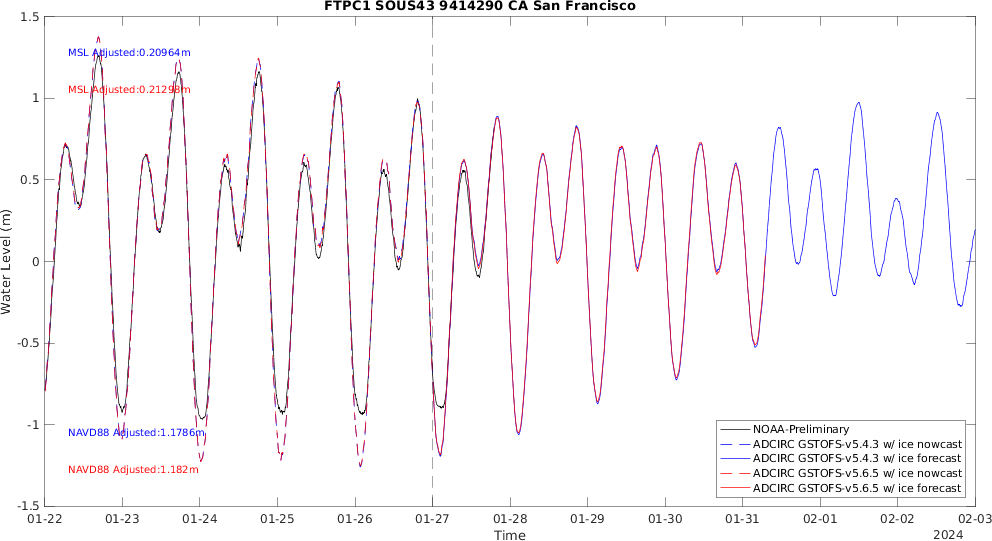 FTPC1 SOUS43 9414290 CA San Francisco
1.5
1
0.5
0
-0.5
-1
-1.5
Water Level (m)
MSL Adjusted:0.20964m
MSL Adjusted:0.21298m
NAVD88 Adjusted:1.1786m
NAVD88 Adjusted:1.182m
NOAA-Preliminary
ADCIRC GSTOFS-v5.4.3 w/ ice nowcast
ADCIRC GSTOFS-v5.4.3 w/ ice forecast
ADCIRC GSTOFS-v5.6.5 w/ ice nowcast
ADCIRC GSTOFS-v5.6.5 w/ ice forecast
01-22 01-23 01-24 01-25 01-26 01-27 01-28 01-29 01-30 01-31 02-01 02-02 02-03
Time
2024